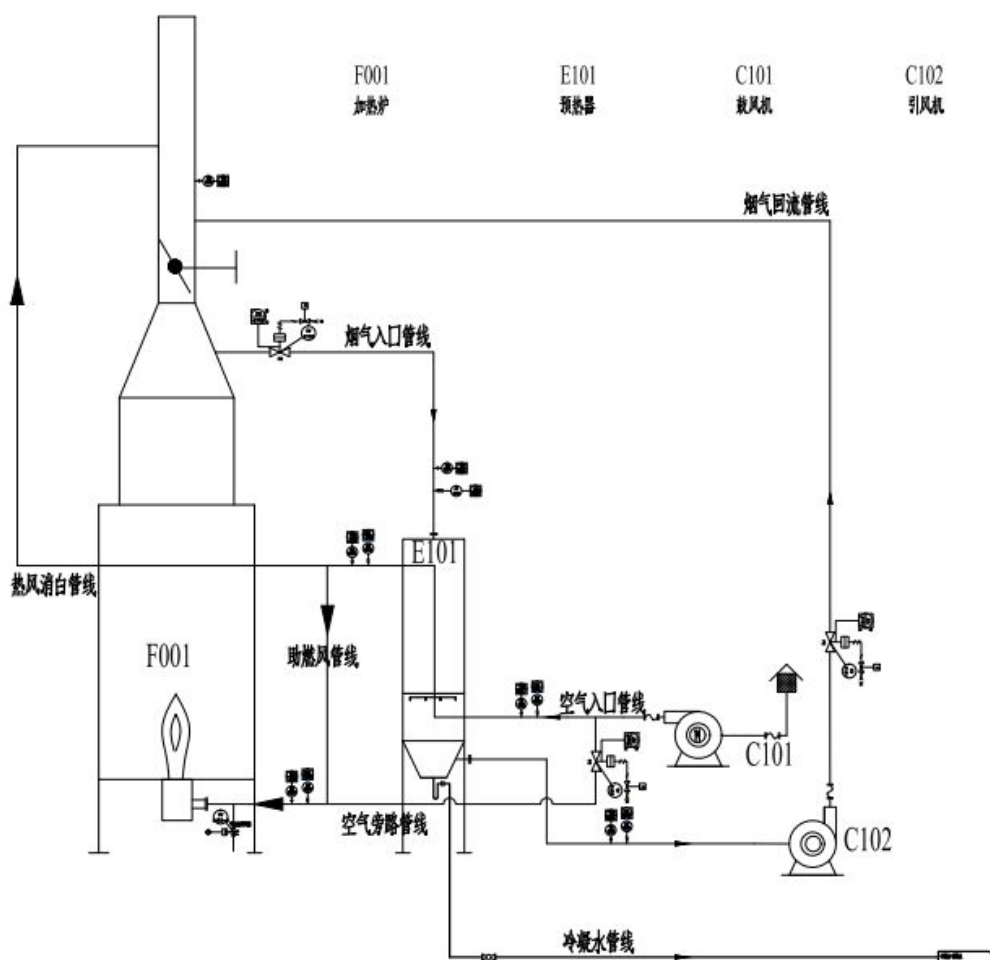 F001
加热炉
E101
预热器
C101
鼓风机
C102
引风机
烟气回流管线
烟气入口管线
E101
热风消白管线
F001
助燃风管线
空气入口管线
C101
空气旁路管线
C102
冷凝水管线